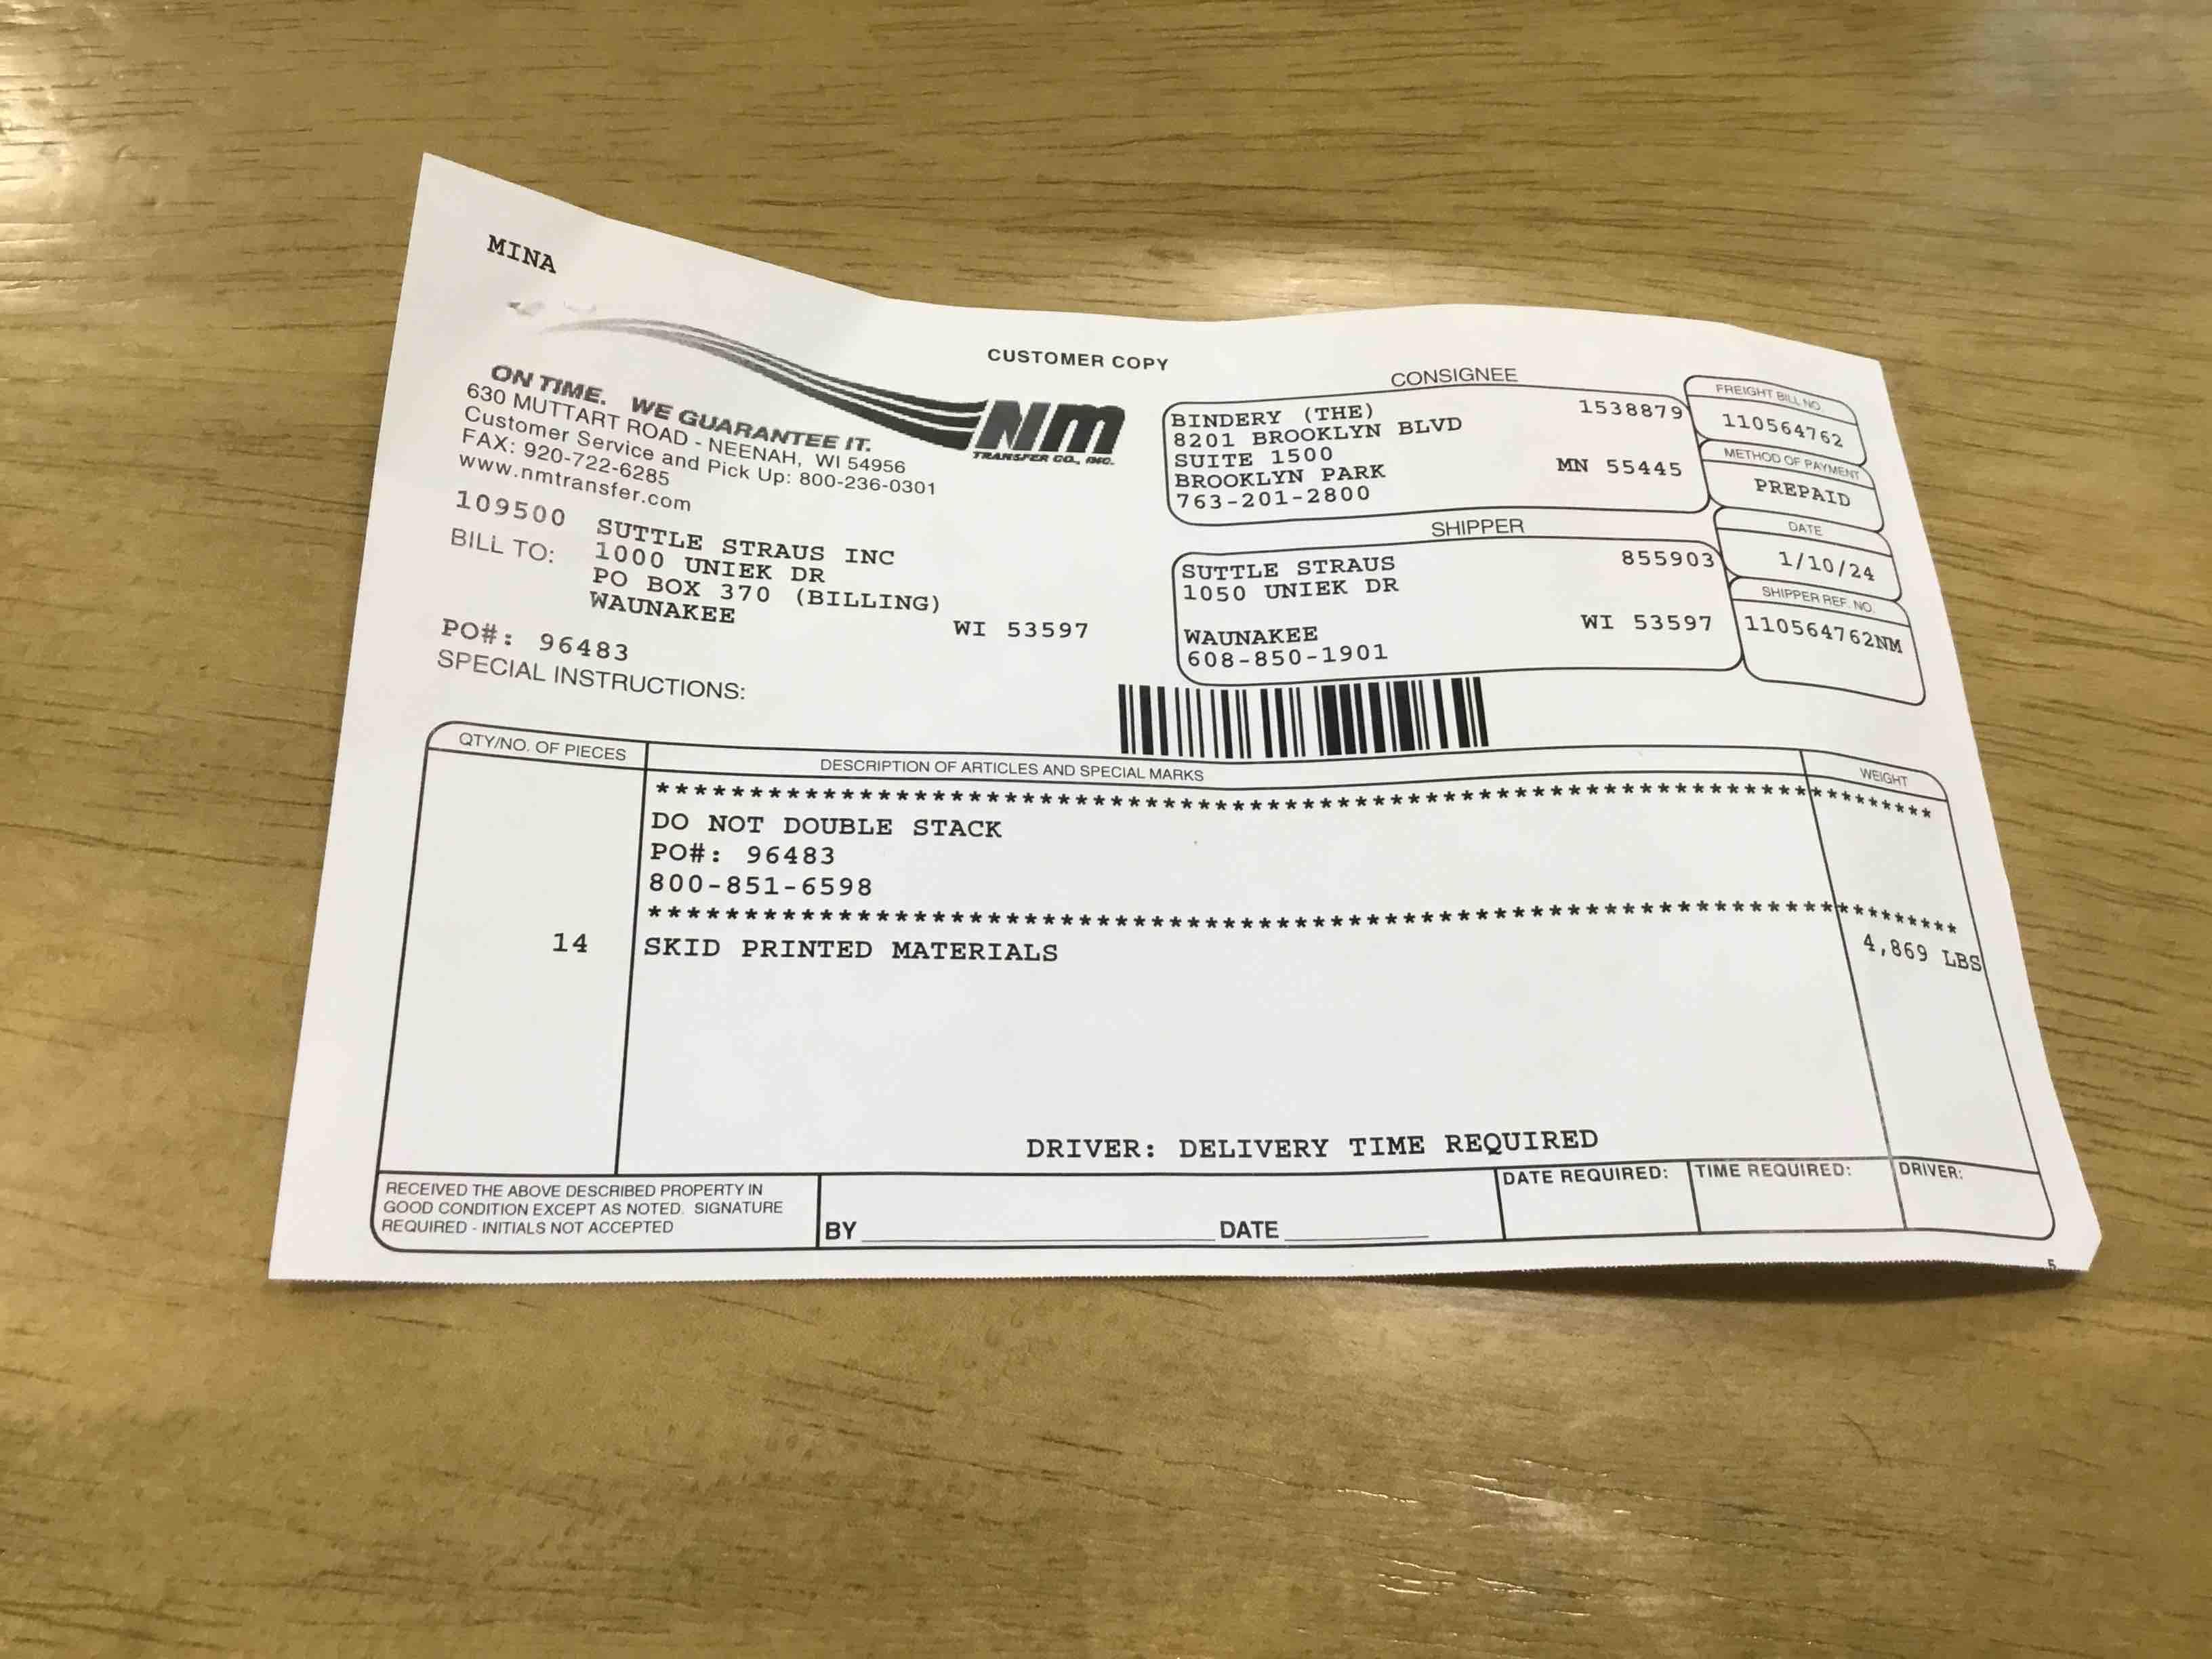 MINA
CUSTOMER COPY
NM
TRANSFER CO., INC.
ON TIME. WE GUARANTEE IT.
630 MUTTART ROAD - NEENAH, WI 54956
Customer Service and Pick Up: 800-236-0301
FAX: 920-722-6285
www.nmtransfer.com
109500 SUTTLE STRAUS INC
BILL TO: 1000 UNIEK DR
PO BOX 370 (BILLING)
WAUNAKEE WI 53597
PO#: 96483
SPECIAL INSTRUCTIONS:
CONSIGNEE
BINDERY (THE) 1538879
8201 BROOKLYN BLVD
SUITE 1500
BROOKLYN PARK MN 55445
763-201-2800
SHIPPER
SUTTLE STRAUS 855903
1050 UNIEK DR
WAUNAKEE WI 53597
608-850-1901
FREIGHT BILL NO.
110564762
METHOD OF PAYMENT
PREPAID
DATE
1/10/24
SHIPPER REF. NO.
110564762NM
QTY/NO. OF PIECES DESCRIPTION OF ARTICLES AND SPECIAL MARKS WEIGHT
**********************************************************************
DO NOT DOUBLE STACK
PO#: 96483
800-851-6598
**********************************************************************
14 SKID PRINTED MATERIALS 4,869 LBS
DRIVER: DELIVERY TIME REQUIRED
RECEIVED THE ABOVE DESCRIBED PROPERTY IN
GOOD CONDITION EXCEPT AS NOTED. SIGNATURE
REQUIRED - INITIALS NOT ACCEPTED
BY DATE
DATE REQUIRED: TIME REQUIRED: DRIVER:
5